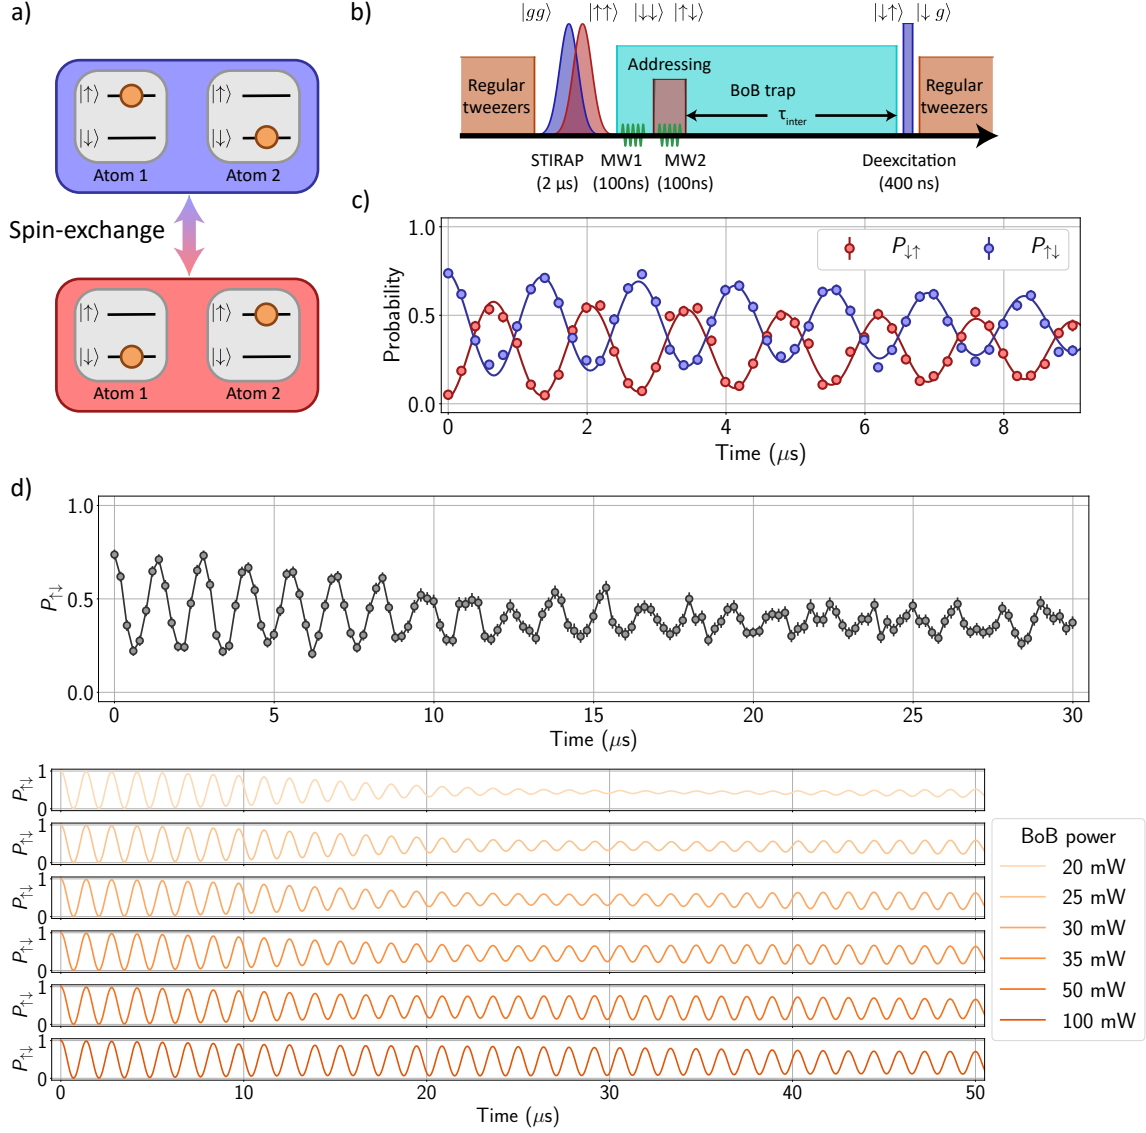 a)
|↑⟩
|↑⟩
|↓⟩
|↓⟩
Atom 1
Atom 2
Spin-exchange
|↑⟩
|↑⟩
|↓⟩
|↓⟩
Atom 1
Atom 2
b)
|gg⟩
|↑↑⟩
|↓↓⟩
|↑↓⟩
|↓↑⟩
|↓ g⟩
Regular
tweezers
Addressing
BoB trap
τinter
Regular
tweezers
STIRAP
(2 µs)
MW1
(100ns)
MW2
(100ns)
Deexcitation
(400 ns)
c)
Probability
1.0
0.5
0.0
P↓↑
P↑↓
0
2
4
6
8
Time (μs)
d)
P↑↓
1.0
0.5
0.0
0
5
10
15
20
25
30
Time (μs)
P↑↓
1
0
P↑↓
1
0
P↑↓
1
0
P↑↓
1
0
P↑↓
1
0
P↑↓
1
0
0
10
20
30
40
50
Time (μs)
BoB power
20 mW
25 mW
30 mW
35 mW
50 mW
100 mW